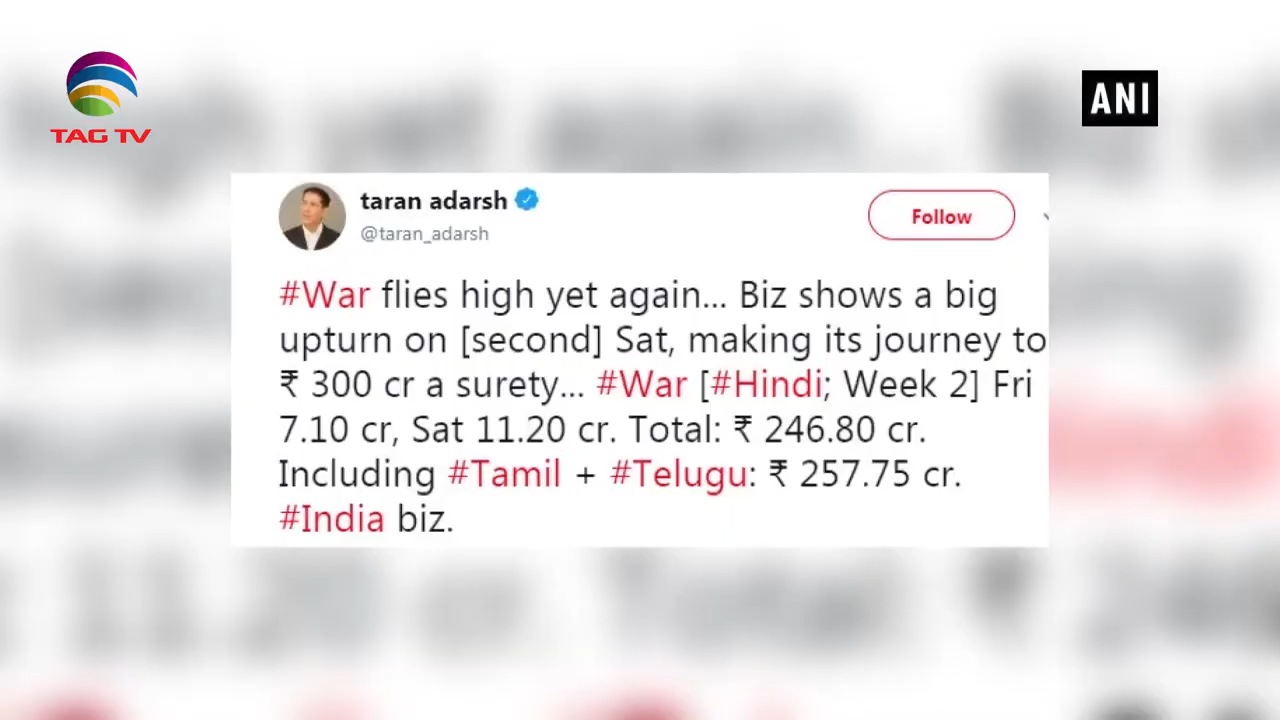 TAG TV
ANI
taran adarsh
@taran_adarsh
Follow
#War flies high yet again... Biz shows a big
upturn on [second] Sat, making its journey to
₹ 300 cr a surety... #War [#Hindi; Week 2] Fri
7.10 cr, Sat 11.20 cr. Total: ₹ 246.80 cr.
Including #Tamil + #Telugu: ₹ 257.75 cr.
#India biz.